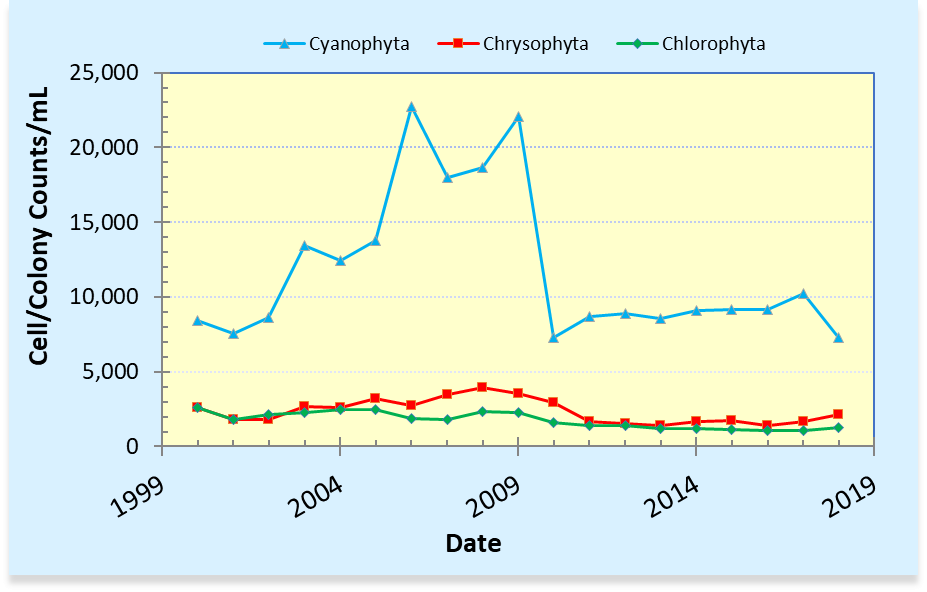 Cyanophyta Chrysophyta Chlorophyta
25,000
20,000
15,000
10,000
5,000
0
Cell/Colony Counts/mL
1999 2004 2009 2014 2019
Date